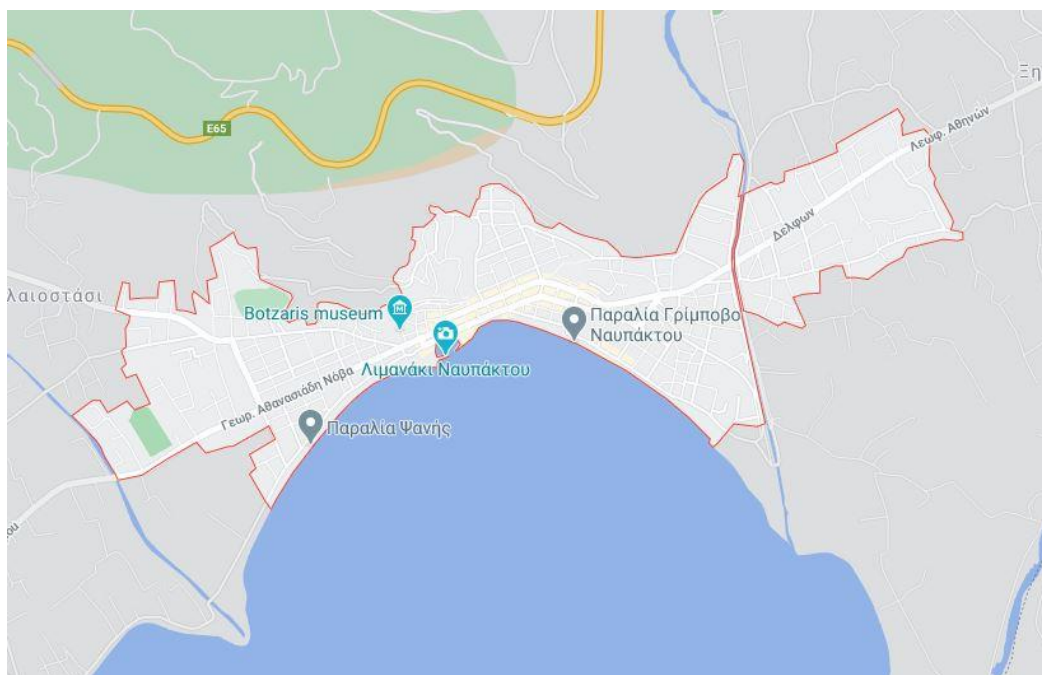 Ξη
Λεωφ. Αθηνών
E65
Δελφών
λαιοστάσι
Botzaris museum
Παραλία Γρίμποβο
Ναυπάκτου
Λιμανάκι Ναυπάκτου
Γεωρ. Αθανασιάδη Νόβα
Παραλία Ψανής
ου